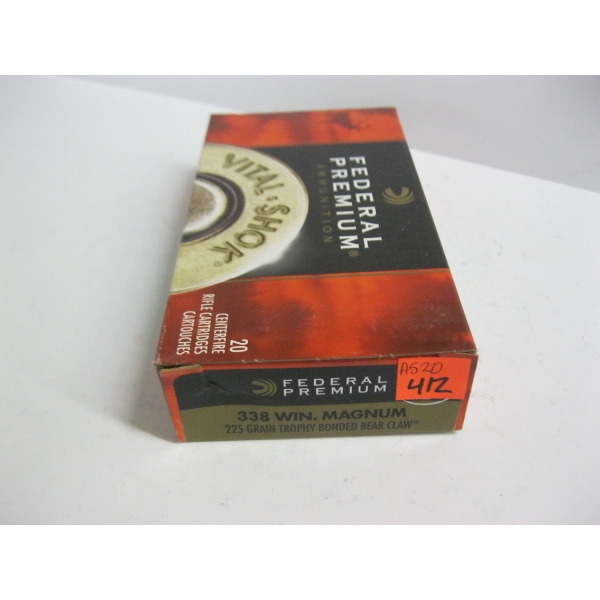 FEDERAL
PREMIUM®
AMMUNITION
VITAL·SHOK®
20
CENTERFIRE
RIFLE CARTRIDGES
CARTOUCHES
FEDERAL
PREMIUM
A520
412
338 WIN. MAGNUM
225 GRAIN TROPHY BONDED BEAR CLAW®